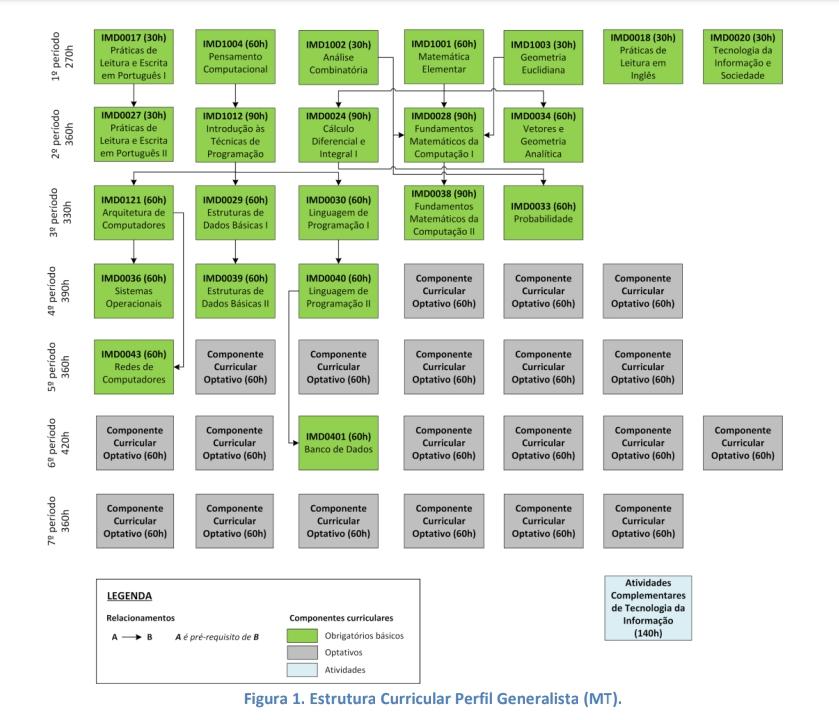 1º período
270h
IMD0017 (30h)
Práticas de
Leitura e Escrita
em Português I
IMD1004 (60h)
Pensamento
Computacional
IMD1002 (30h)
Análise
Combinatória
IMD1001 (60h)
Matemática
Elementar
IMD1003 (30h)
Geometria
Euclidiana
IMD0018 (30h)
Práticas de
Leitura em
Inglês
IMD0020 (30h)
Tecnologia da
Informação e
Sociedade
2º período
360h
IMD0027 (30h)
Práticas de
Leitura e Escrita
em Português II
IMD1012 (90h)
Introdução às
Técnicas de
Programação
IMD0024 (90h)
Cálculo
Diferencial e
Integral I
IMD0028 (90h)
Fundamentos
Matemáticos da
Computação I
IMD0034 (60h)
Vetores e
Geometria
Analítica
3º período
330h
IMD0121 (60h)
Arquitetura de
Computadores
IMD0029 (60h)
Estruturas de
Dados Básicas I
IMD0030 (60h)
Linguagem de
Programação I
IMD0038 (90h)
Fundamentos
Matemáticos da
Computação II
IMD0033 (60h)
Probabilidade
4º período
390h
IMD0036 (60h)
Sistemas
Operacionais
IMD0039 (60h)
Estruturas de
Dados Básicas II
IMD0040 (60h)
Linguagem de
Programação II
Componente
Curricular
Optativo (60h)
Componente
Curricular
Optativo (60h)
Componente
Curricular
Optativo (60h)
5º período
360h
IMD0043 (60h)
Redes de
Computadores
Componente
Curricular
Optativo (60h)
Componente
Curricular
Optativo (60h)
Componente
Curricular
Optativo (60h)
Componente
Curricular
Optativo (60h)
Componente
Curricular
Optativo (60h)
6º período
420h
Componente
Curricular
Optativo (60h)
Componente
Curricular
Optativo (60h)
IMD0401 (60h)
Banco de Dados
Componente
Curricular
Optativo (60h)
Componente
Curricular
Optativo (60h)
Componente
Curricular
Optativo (60h)
Componente
Curricular
Optativo (60h)
7º período
360h
Componente
Curricular
Optativo (60h)
Componente
Curricular
Optativo (60h)
Componente
Curricular
Optativo (60h)
Componente
Curricular
Optativo (60h)
Componente
Curricular
Optativo (60h)
Componente
Curricular
Optativo (60h)
LEGENDA
Relacionamentos
A B A é pré-requisito de B
Componentes curriculares
Obrigatórios básicos
Optativos
Atividades
Atividades
Complementares
de Tecnologia da
Informação
(140h)
Figura 1. Estrutura Curricular Perfil Generalista (MT).